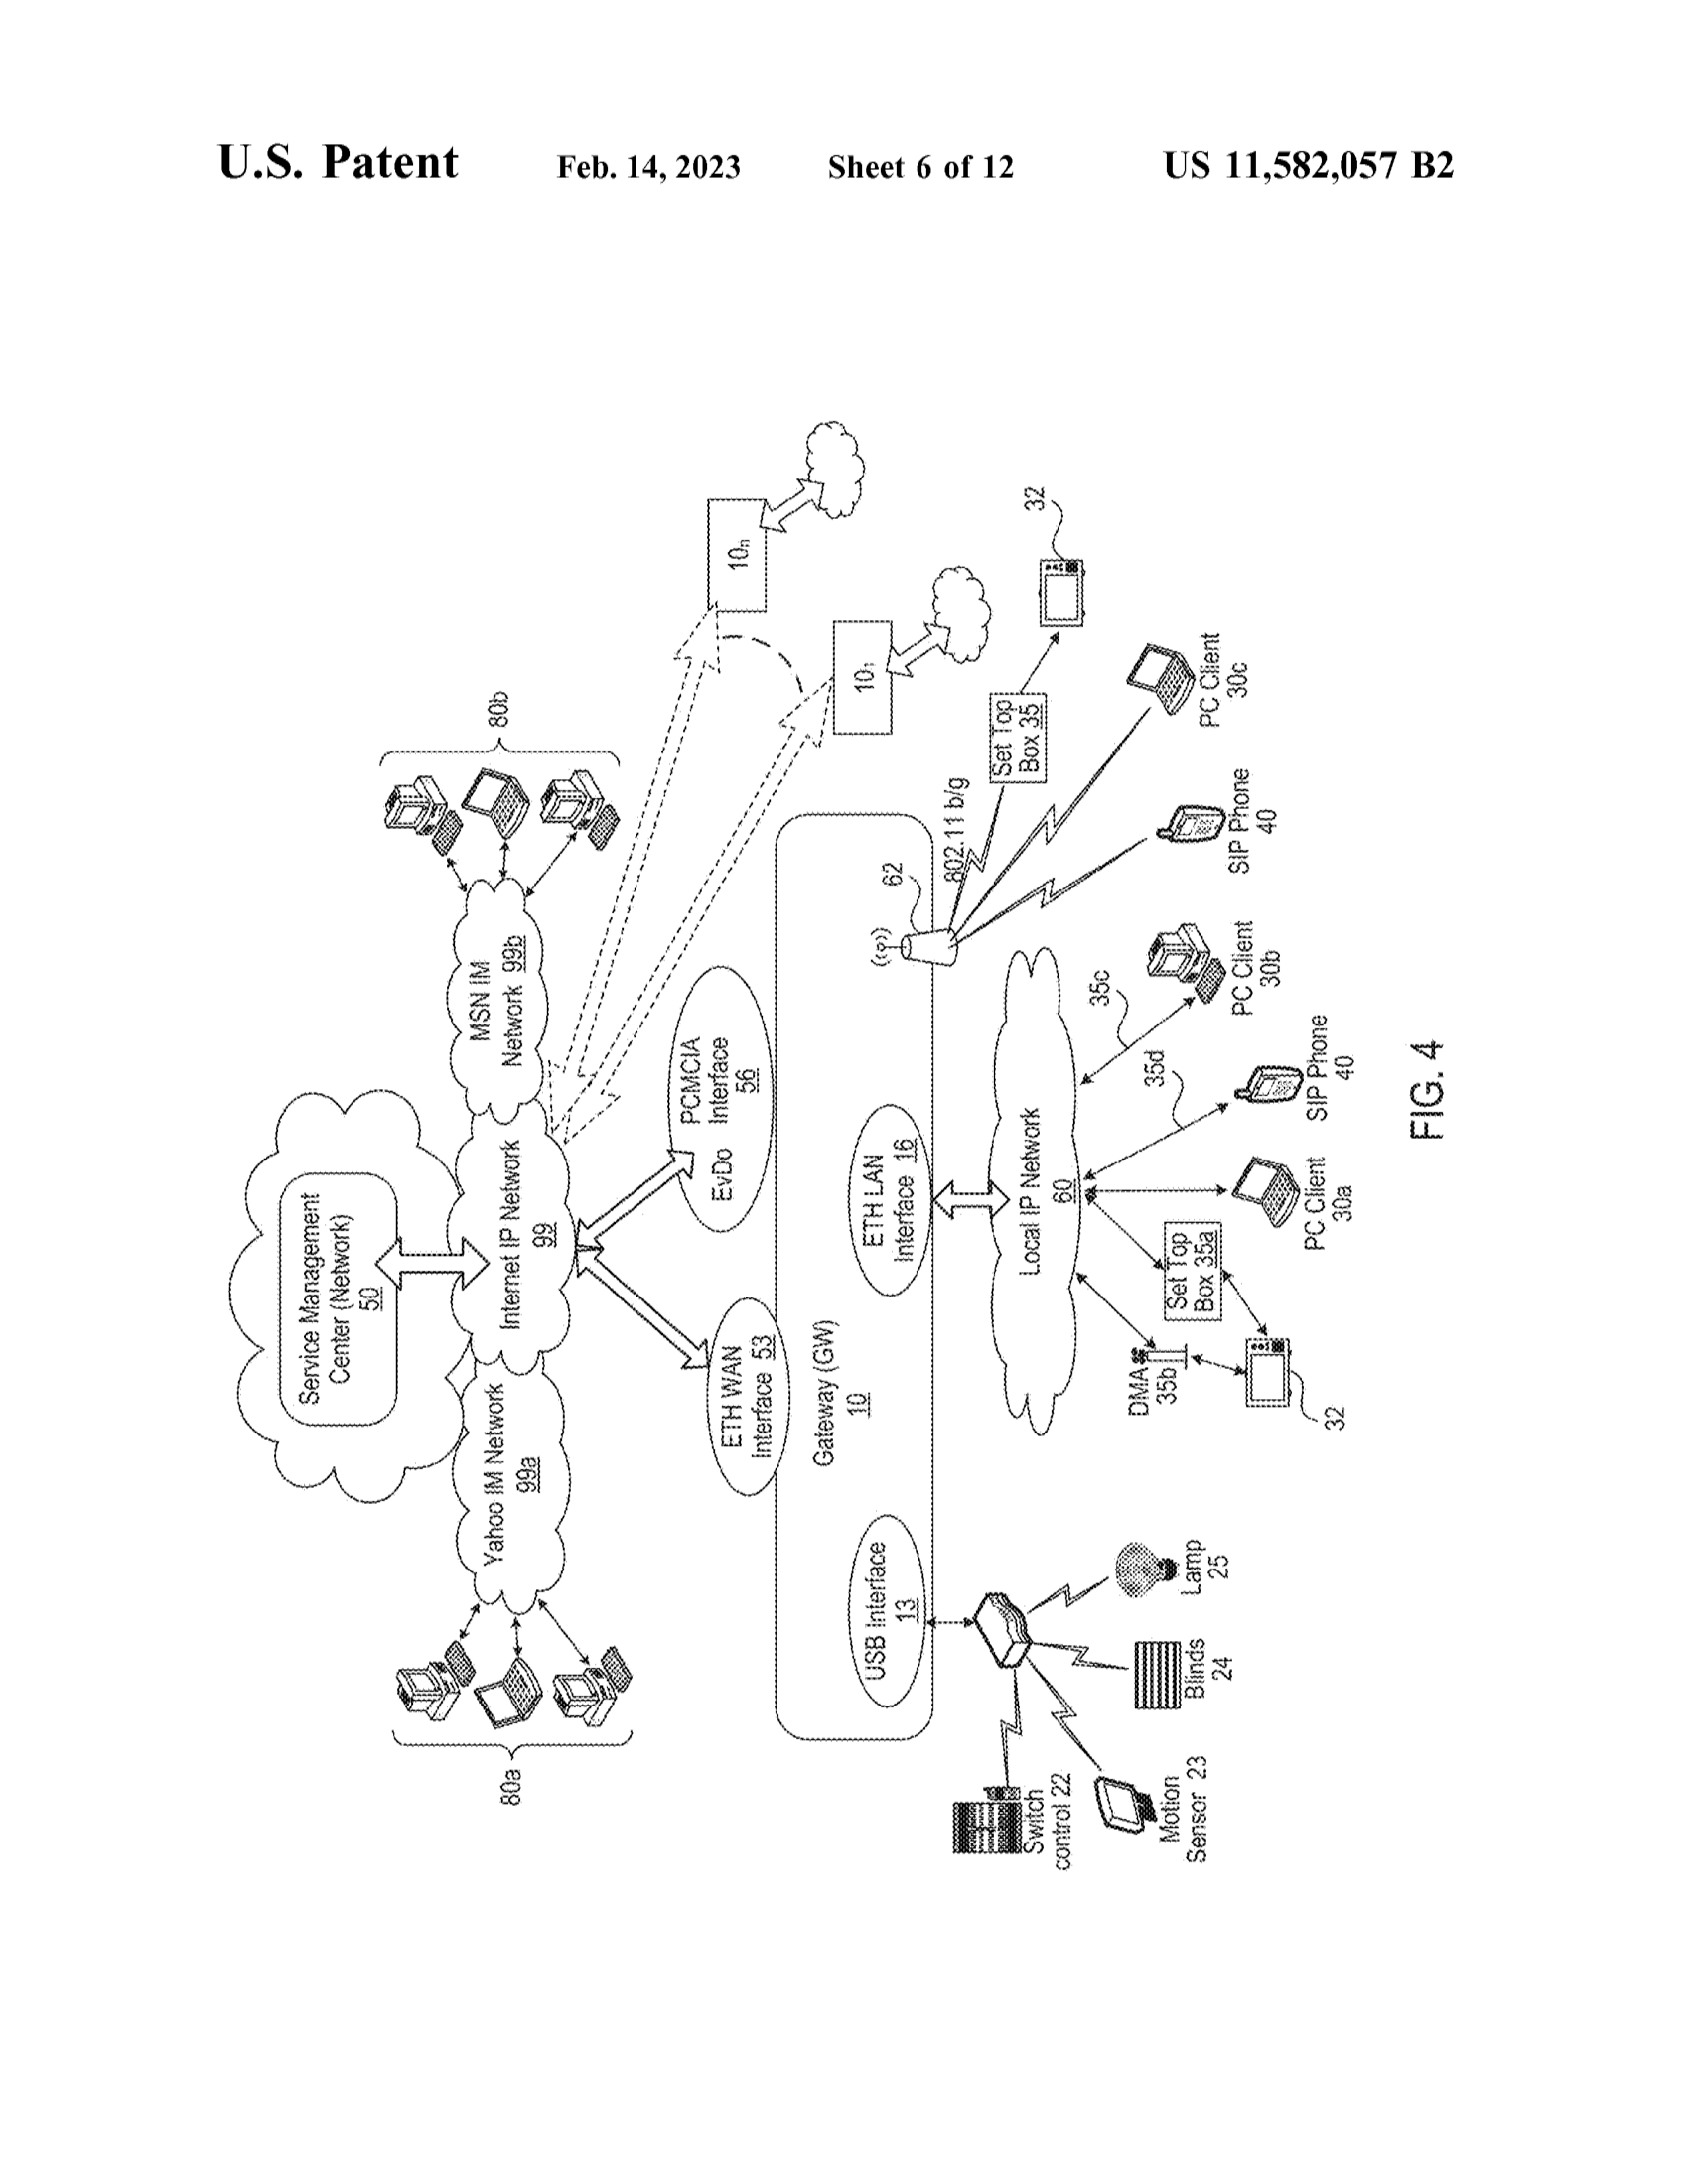 U.S. Patent Feb. 14, 2023 Sheet 6 of 12 US 11,582,057 B2
Service Management
Center (Network)
50
80a
Yahoo IM Network
99a
Internet IP Network
99
MSN IM
Network 99b
80b
ETH WAN
Interface 53
EvDo
PCMCIA
Interface
56
10n
101
Gateway (GW)
10
USB Interface
13
ETH LAN
Interface 16
62
802.11 b/g
Switch
control 22
Motion
Sensor 23
Blinds
24
Lamp
25
Local IP Network
60
DMA
35b
32
Set Top
Box 35a
PC Client
30a
35d
SIP Phone
40
35c
PC Client
30b
SIP Phone
40
PC Client
30c
Set Top
Box 35
32
FIG. 4